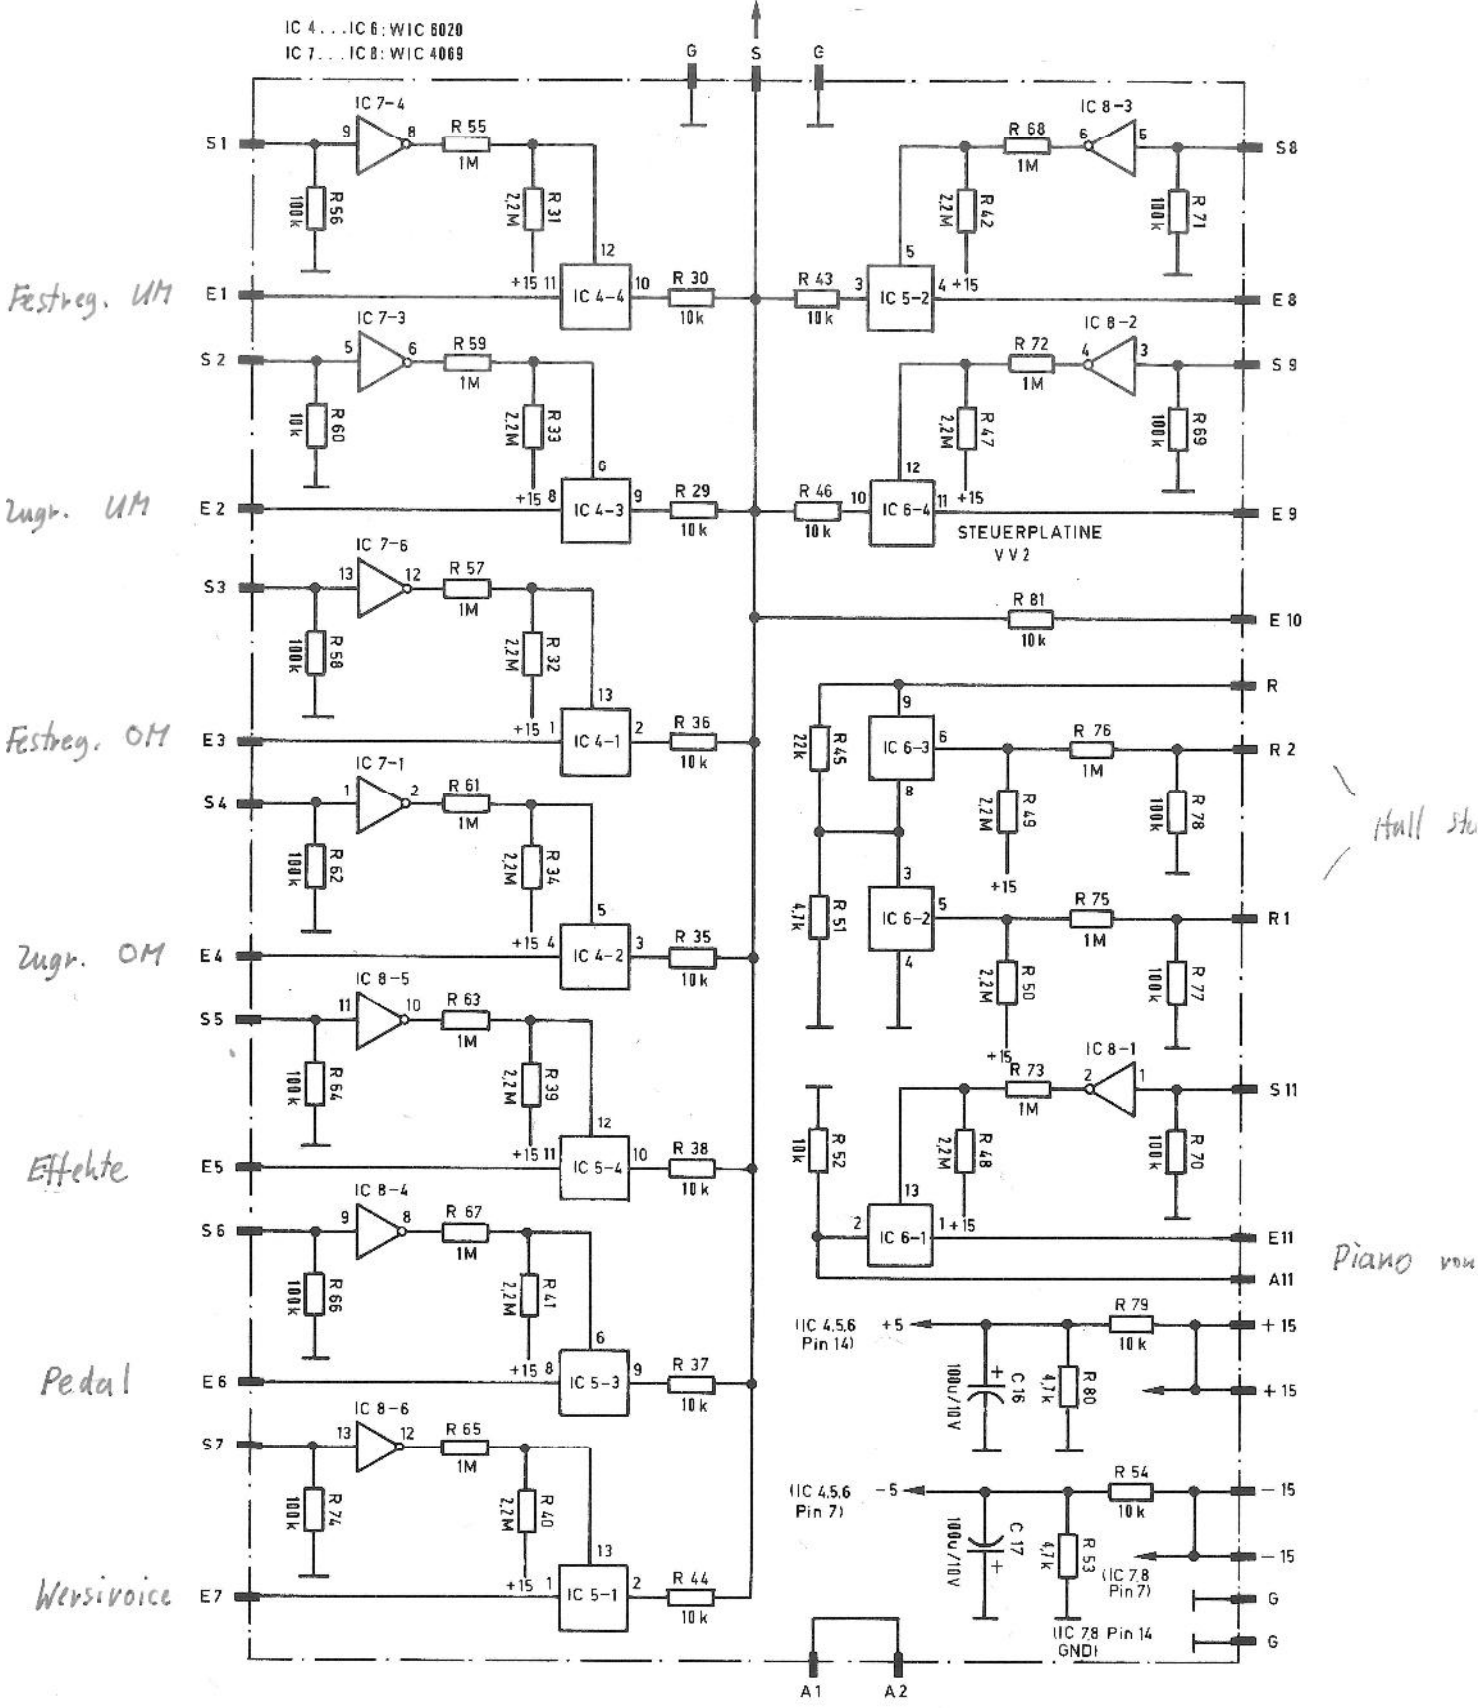 IC 4...IC 6: WIC 6020
IC 7...IC 8: WIC 4069
G
S
G
IC 7-4
S1
9
8
R 55
1M
R 56
100k
R 31
2,2M
12
+15
11
10
Festreg. UM
E1
IC 4-4
R 30
10k
IC 7-3
S2
5
6
R 59
1M
R 60
10k
R 33
2,2M
6
+15
8
9
Zugr. UM
E2
IC 4-3
R 29
10k
IC 7-6
S3
13
12
R 57
1M
R 58
100k
R 32
2,2M
13
+15
1
2
Festreg. OM
E3
IC 4-1
R 36
10k
IC 7-1
S4
1
2
R 61
1M
R 62
100k
R 34
2,2M
5
+15
4
3
Zugr. OM
E4
IC 4-2
R 35
10k
IC 8-5
S5
11
10
R 63
1M
R 64
100k
R 39
2,2M
12
+15
11
10
Effekte
E5
IC 5-4
R 38
10k
IC 8-4
S6
9
8
R 67
1M
R 66
100k
R 41
2,2M
6
+15
8
9
Pedal
E6
IC 5-3
R 37
10k
IC 8-6
S7
13
12
R 65
1M
R 74
100k
R 40
2,2M
13
+15
1
2
Wersivoice
E7
IC 5-1
R 44
10k
IC 8-3
R 68
1M
6
5
S8
R 42
2,2M
R 71
100k
5
R 43
10k
3
IC 5-2
4
+15
E8
IC 8-2
R 72
1M
4
3
S9
R 47
2,2M
R 69
100k
12
R 46
10k
10
IC 6-4
11
+15
E9
STEUERPLATINE
VV2
R 81
10k
E10
R
9
R 45
22k
IC 6-3
6
R 76
1M
R2
8
R 49
2,2M
R 78
100k
+15
Hall
3
R 51
4,7k
IC 6-2
5
R 75
1M
R1
4
R 50
2,2M
R 77
100k
+15
IC 8-1
R 73
1M
2
1
S11
R 52
10k
R 48
2,2M
R 70
100k
13
2
IC 6-1
1
+15
E11
A11
Piano von
(IC 4,5,6
Pin 14)
+5
R 79
10k
+15
C 16
100u/10V
+
R 80
4,7k
+15
(IC 4,5,6
Pin 7)
-5
R 54
10k
-15
C 17
100u/10V
+
R 53
4,7k
-15
(IC 7,8
Pin 7)
G
(IC 7,8 Pin 14
GND)
G
A1
A2